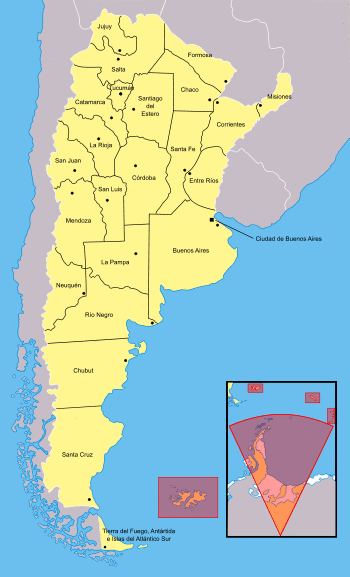 Jujuy
Formosa
Salta
Tucumán
Chaco
Misiones
Catamarca
Santiago
del
Estero
Corrientes
La Rioja
Santa Fe
San Juan
Córdoba
Entre Ríos
San Luis
Mendoza
Ciudad de Buenos Aires
Buenos Aires
La Pampa
Neuquén
Río Negro
Chubut
Santa Cruz
Tierra del Fuego, Antártida
e Islas del Atlántico Sur